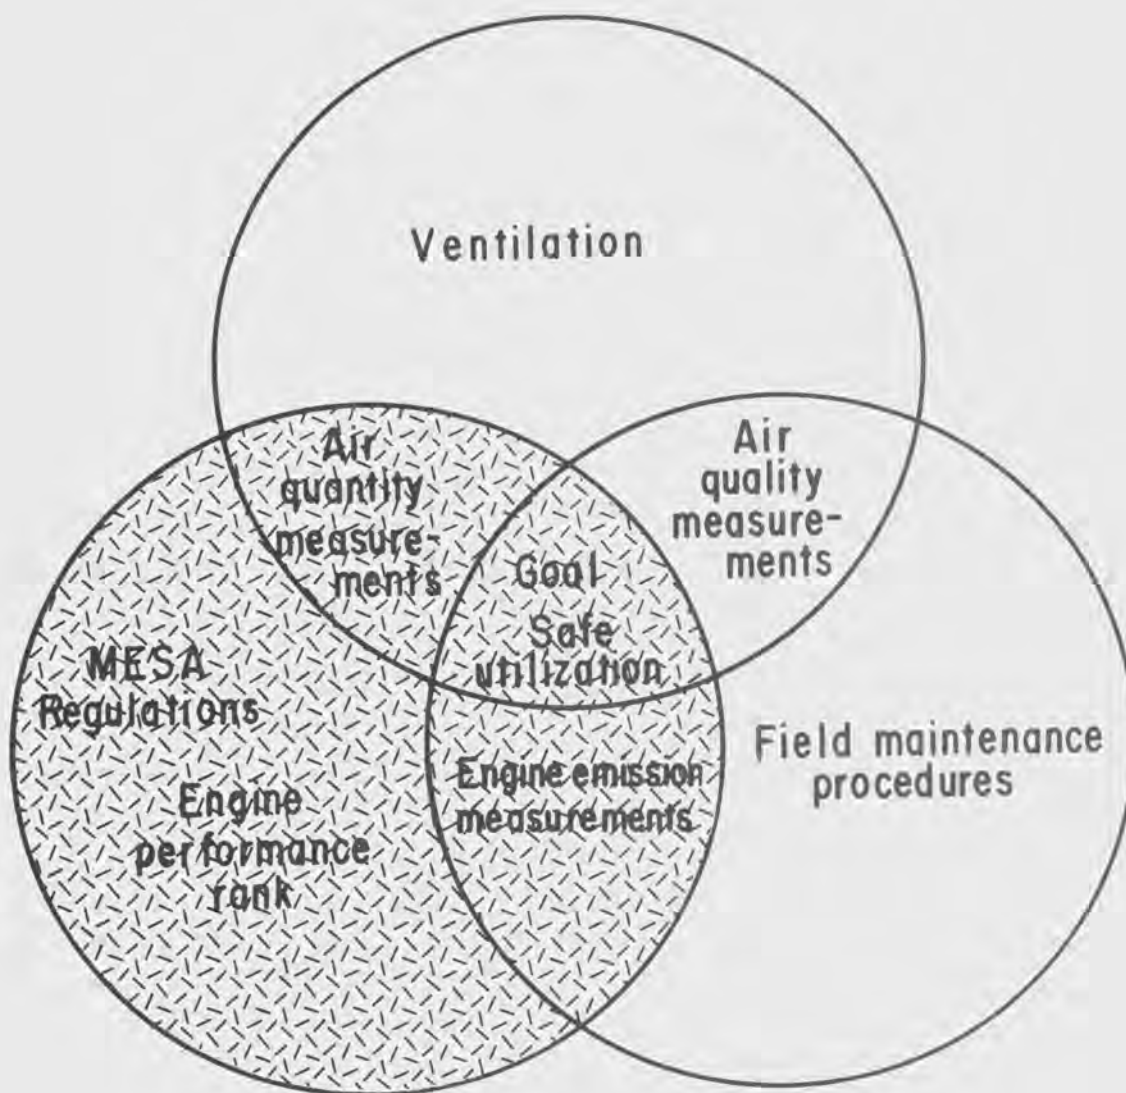 Ventilation
Air
quantity
measure-
ments
Air
quality
measure-
ments
Goal
Safe
utilization
MESA
Regulations
Engine
performance
rank
Engine emission
measurements
Field maintenance
procedures